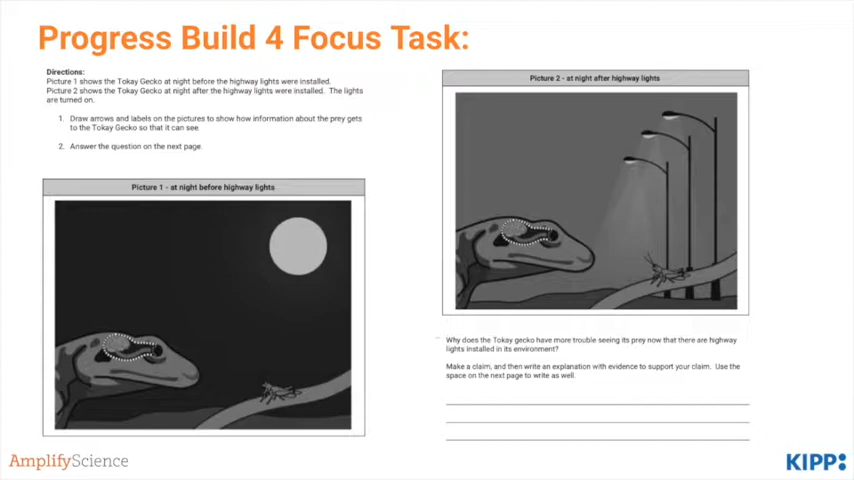 Progress Build 4 Focus Task:
Directions:
Picture 1 shows the Tokay Gecko at night before the highway lights were installed.
Picture 2 shows the Tokay Gecko at night after the highway lights were installed. The lights
are turned on.
1. Draw arrows and labels on the pictures to show how information about the prey gets
to the Tokay Gecko so that it can see
2. Answer the question on the next page.
Picture 1 - at night before highway lights
Picture 2 - at night after highway lights
Why does the Tokay gecko have more trouble seeing its prey now that there are highway
lights installed in its environment?
Make a claim, and then write an explanation with evidence to support your claim. Use the
space on the next page to write as well.
AmplifyScience
KIPP: